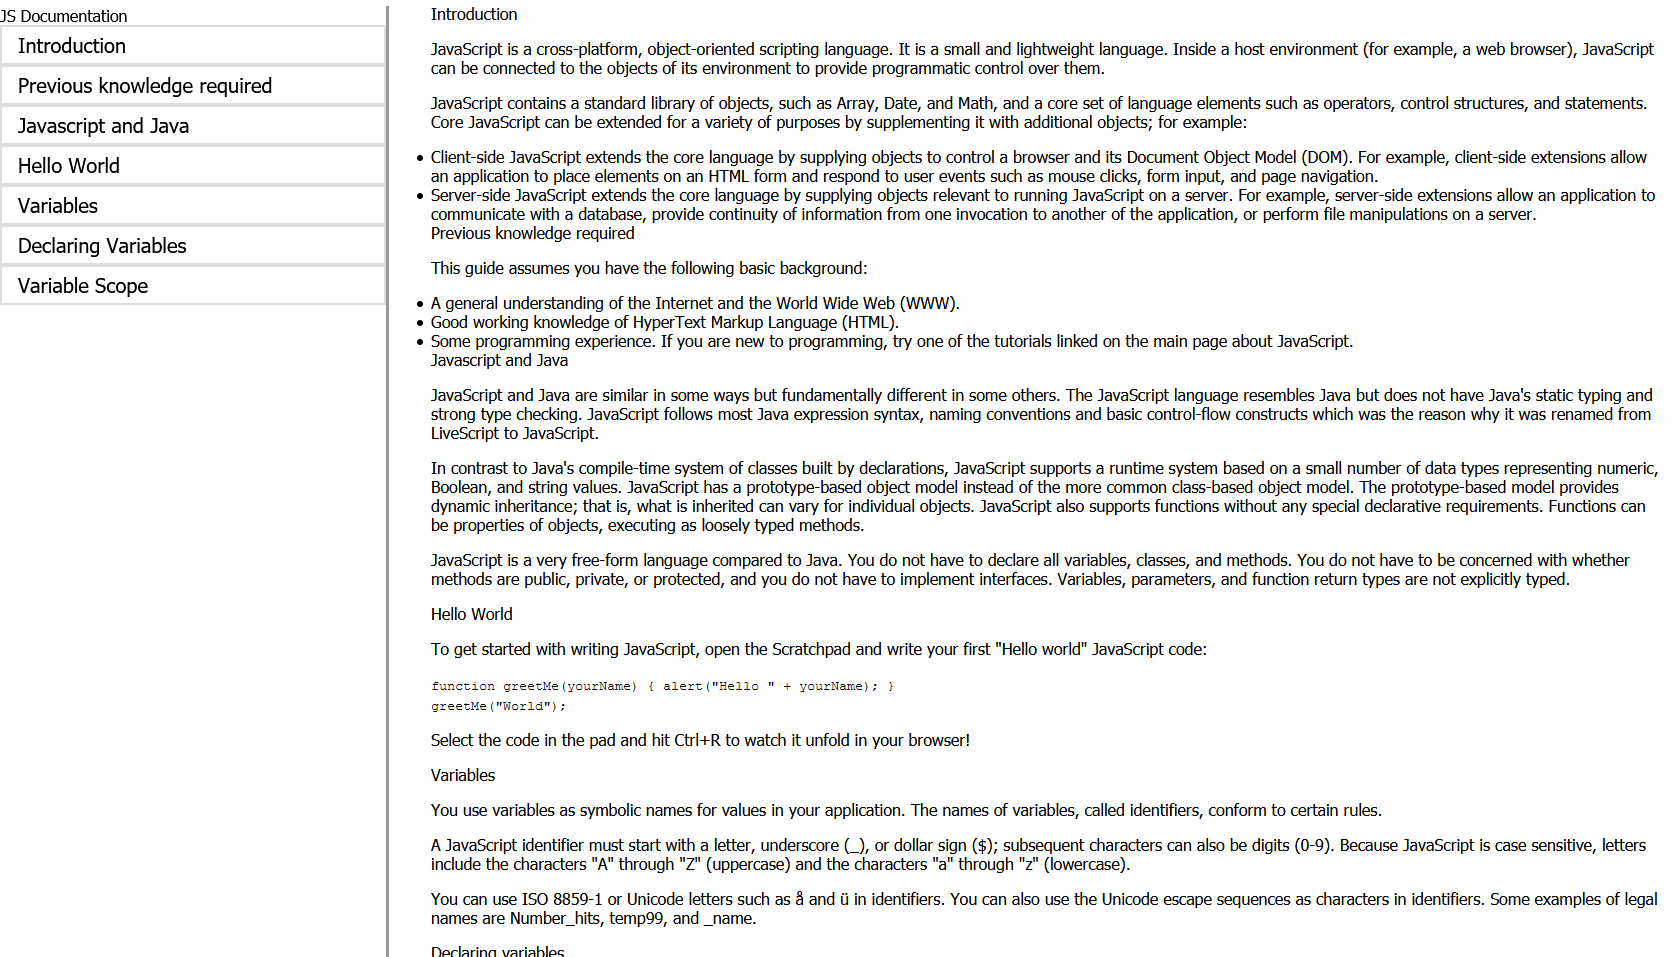 JS Documentation
Introduction
Previous knowledge required
Javascript and Java
Hello World
Variables
Declaring Variables
Variable Scope
Introduction
JavaScript is a cross-platform, object-oriented scripting language. It is a small and lightweight language. Inside a host environment (for example, a web browser), JavaScript
can be connected to the objects of its environment to provide programmatic control over them.
JavaScript contains a standard library of objects, such as Array, Date, and Math, and a core set of language elements such as operators, control structures, and statements.
Core JavaScript can be extended for a variety of purposes by supplementing it with additional objects; for example:
• Client-side JavaScript extends the core language by supplying objects to control a browser and its Document Object Model (DOM). For example, client-side extensions allow
an application to place elements on an HTML form and respond to user events such as mouse clicks, form input, and page navigation.
• Server-side JavaScript extends the core language by supplying objects relevant to running JavaScript on a server. For example, server-side extensions allow an application to
communicate with a database, provide continuity of information from one invocation to another of the application, or perform file manipulations on a server.
Previous knowledge required
This guide assumes you have the following basic background:
• A general understanding of the Internet and the World Wide Web (WWW).
• Good working knowledge of HyperText Markup Language (HTML).
• Some programming experience. If you are new to programming, try one of the tutorials linked on the main page about JavaScript.
Javascript and Java
JavaScript and Java are similar in some ways but fundamentally different in some others. The JavaScript language resembles Java but does not have Java's static typing and
strong type checking. JavaScript follows most Java expression syntax, naming conventions and basic control-flow constructs which was the reason why it was renamed from
LiveScript to JavaScript.
In contrast to Java's compile-time system of classes built by declarations, JavaScript supports a runtime system based on a small number of data types representing numeric,
Boolean, and string values. JavaScript has a prototype-based object model instead of the more common class-based object model. The prototype-based model provides
dynamic inheritance; that is, what is inherited can vary for individual objects. JavaScript also supports functions without any special declarative requirements. Functions can
be properties of objects, executing as loosely typed methods.
JavaScript is a very free-form language compared to Java. You do not have to declare all variables, classes, and methods. You do not have to be concerned with whether
methods are public, private, or protected, and you do not have to implement interfaces. Variables, parameters, and function return types are not explicitly typed.
Hello World
To get started with writing JavaScript, open the Scratchpad and write your first "Hello world" JavaScript code:
function greetMe(yourName) { alert("Hello " + yourName); }
greetMe("World");
Select the code in the pad and hit Ctrl+R to watch it unfold in your browser!
Variables
You use variables as symbolic names for values in your application. The names of variables, called identifiers, conform to certain rules.
A JavaScript identifier must start with a letter, underscore (_), or dollar sign ($); subsequent characters can also be digits (0-9). Because JavaScript is case sensitive, letters
include the characters "A" through "Z" (uppercase) and the characters "a" through "z" (lowercase).
You can use ISO 8859-1 or Unicode letters such as å and ü in identifiers. You can also use the Unicode escape sequences as characters in identifiers. Some examples of legal
names are Number_hits, temp99, and _name.
Declaring variables